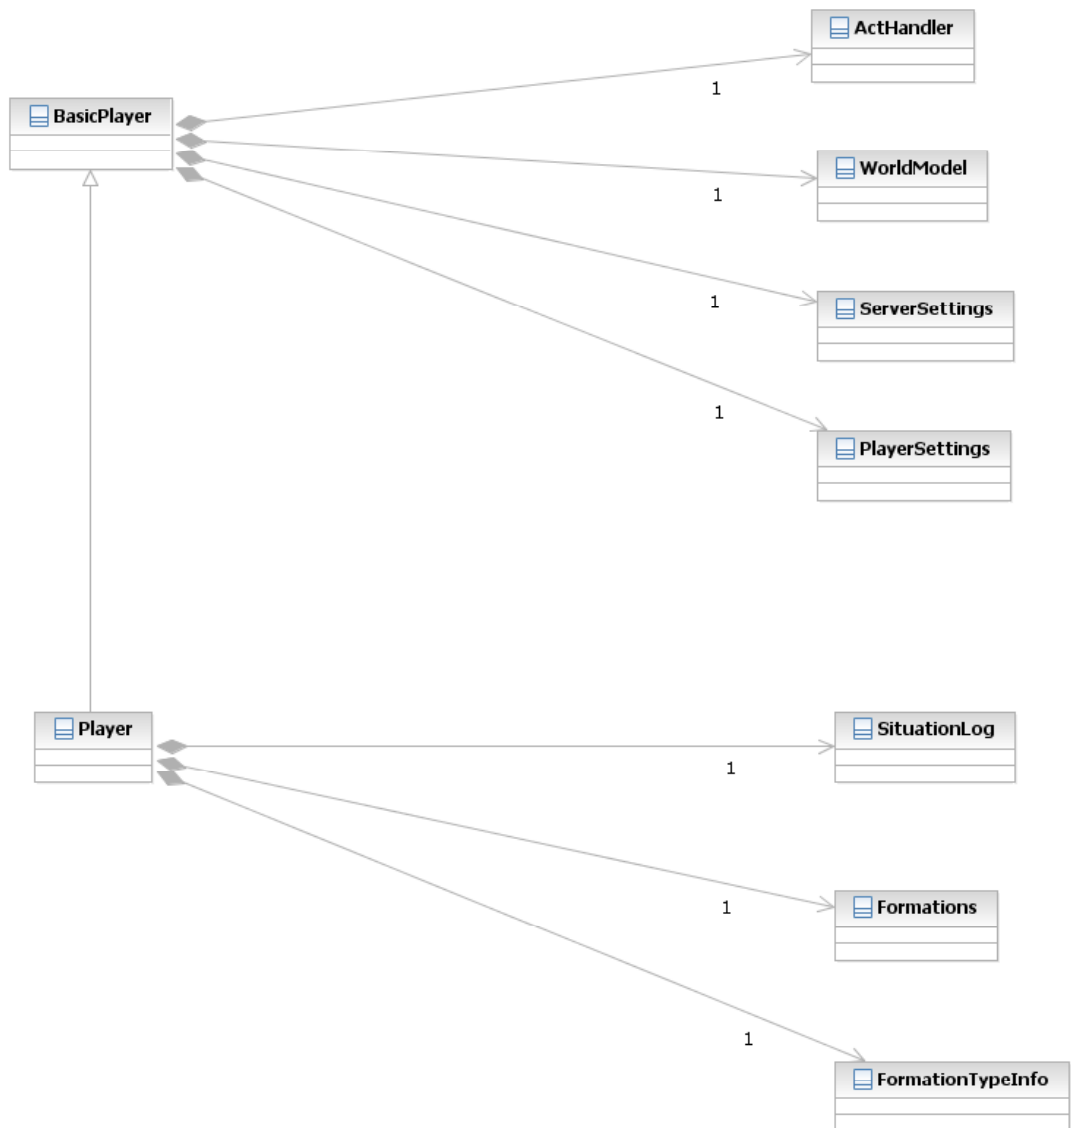 ActHandler
1
BasicPlayer
WorldModel
1
ServerSettings
1
1
PlayerSettings
Player
SituationLog
1
Formations
1
1
FormationTypeInfo